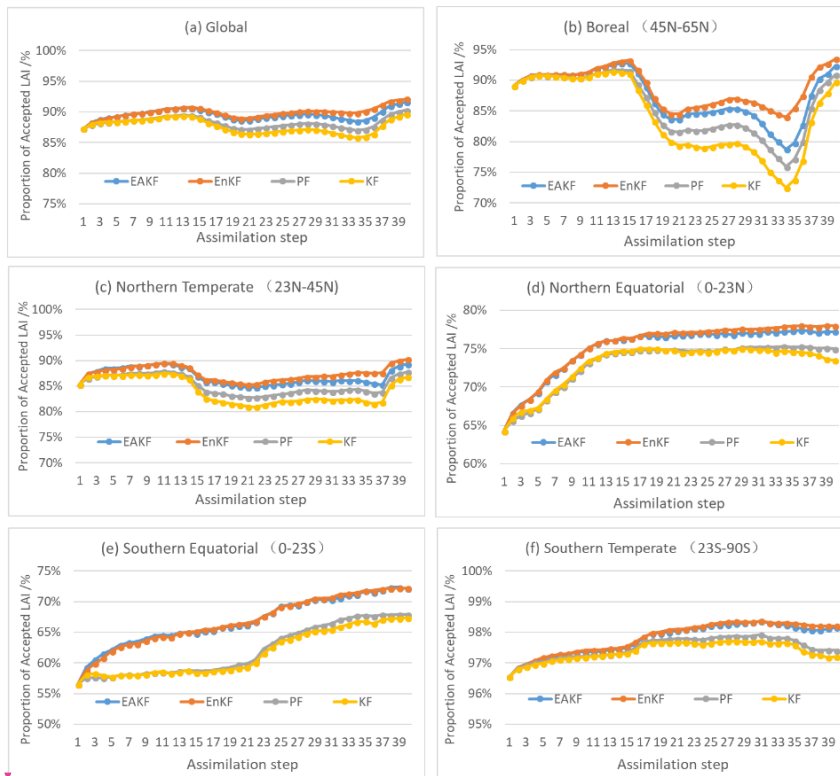 (a) Global
Proportion of Accepted LAI /%
100%
95%
90%
85%
80%
75%
EAKF EnKF PF KF
1 3 5 7 9 11 13 15 17 19 21 23 25 27 29 31 33 35 37 39
Assimilation step
(b) Boreal （45N-65N）
Proportion of Accepted LAI /%
95%
90%
85%
80%
75%
70%
EAKF EnKF PF KF
1 3 5 7 9 11 13 15 17 19 21 23 25 27 29 31 33 35 37 39
Assimilation step
(c) Northern Temperate （23N-45N)
Proportion of Accepted LAI /%
100%
95%
90%
85%
80%
75%
70%
EAKF EnKF PF KF
1 3 5 7 9 11 13 15 17 19 21 23 25 27 29 31 33 35 37 39
Assimilation step
(d) Northern Equatorial （0-23N）
Proportion of Accepted LAI /%
80%
75%
70%
65%
60%
EAKF EnKF PF KF
1 3 5 7 9 11 13 15 17 19 21 23 25 27 29 31 33 35 37 39
Assimilation step
(e) Southern Equatorial （0-23S）
Proportion of Accepted LAI /%
75%
70%
65%
60%
55%
50%
EAKF EnKF PF KF
1 3 5 7 9 11 13 15 17 19 21 23 25 27 29 31 33 35 37 39
Assimilation step
(f) Southern Temperate （23S-90S）
Proportion of Accepted LAI /%
100%
99%
98%
97%
96%
95%
EAKF EnKF PF KF
1 3 5 7 9 11 13 15 17 19 21 23 25 27 29 31 33 35 37 39
Assimilation step